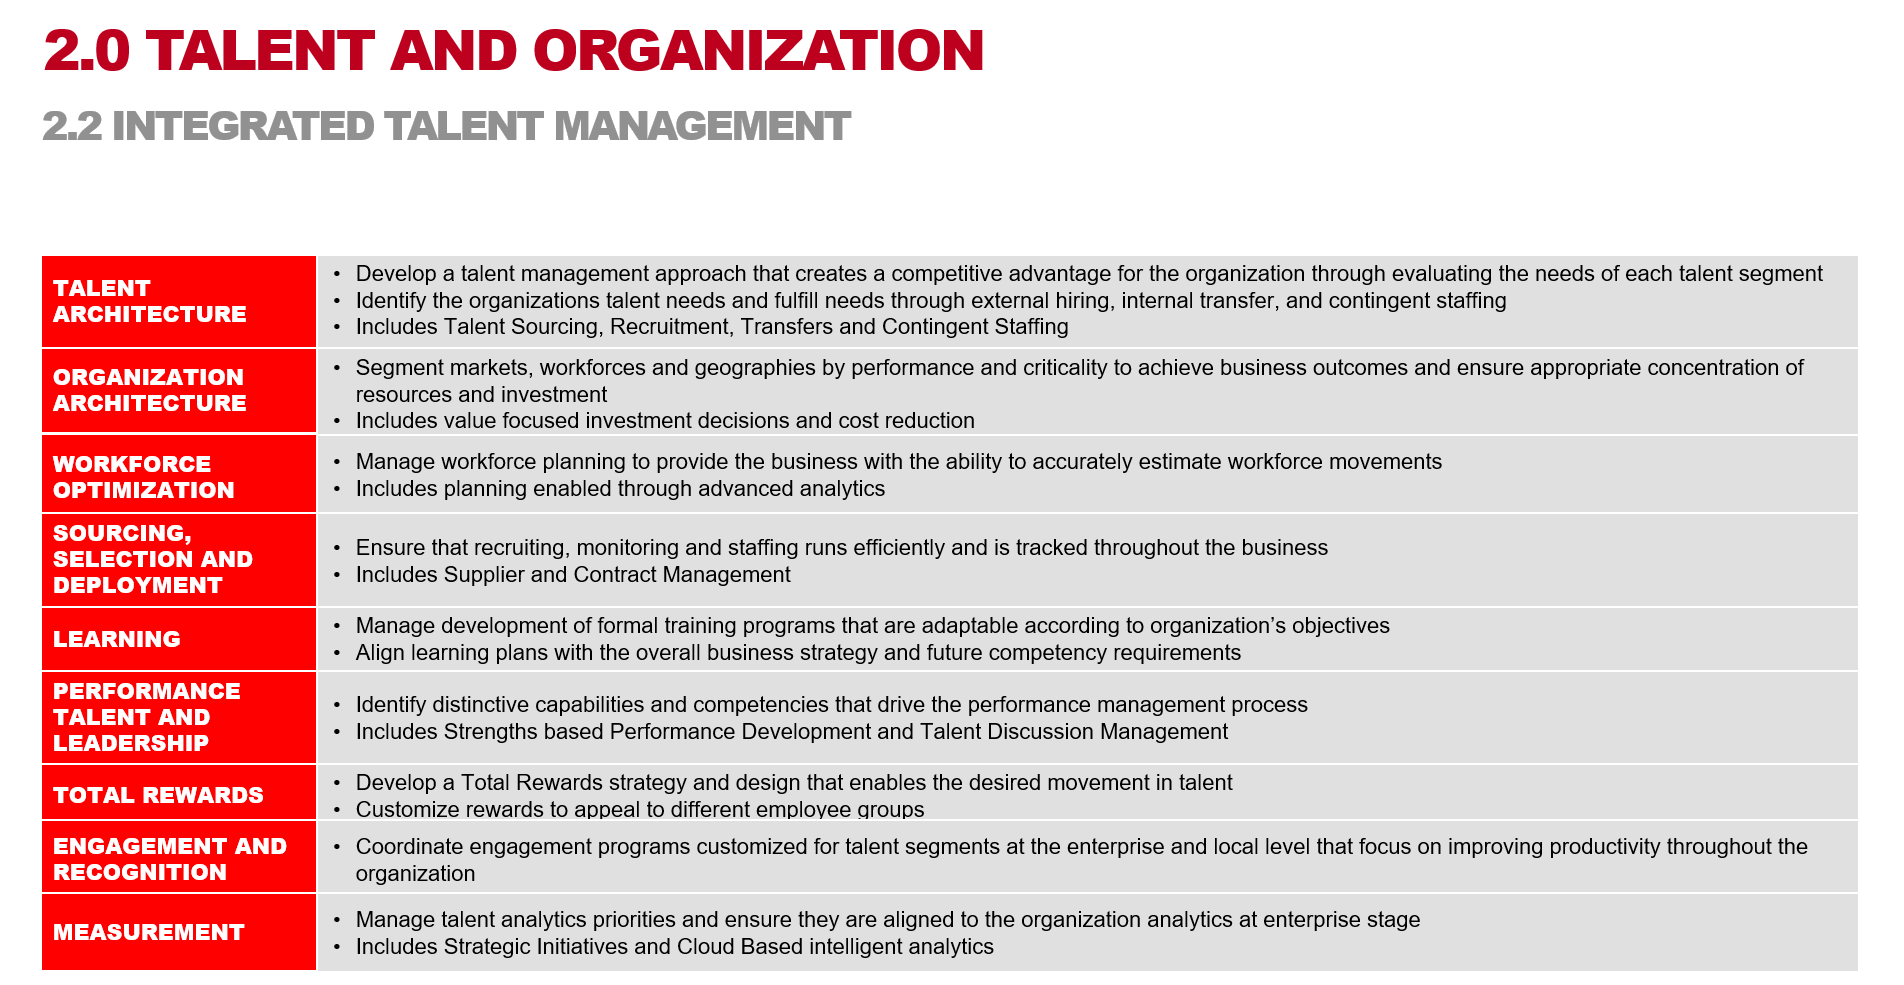 2.0 TALENT AND ORGANIZATION
2.2 INTEGRATED TALENT MANAGEMENT
TALENT
ARCHITECTURE
• Develop a talent management approach that creates a competitive advantage for the organization through evaluating the needs of each talent segment
• Identify the organizations talent needs and fulfill needs through external hiring, internal transfer, and contingent staffing
• Includes Talent Sourcing, Recruitment, Transfers and Contingent Staffing
ORGANIZATION
ARCHITECTURE
• Segment markets, workforces and geographies by performance and criticality to achieve business outcomes and ensure appropriate concentration of
resources and investment
• Includes value focused investment decisions and cost reduction
WORKFORCE
OPTIMIZATION
• Manage workforce planning to provide the business with the ability to accurately estimate workforce movements
• Includes planning enabled through advanced analytics
SOURCING,
SELECTION AND
DEPLOYMENT
• Ensure that recruiting, monitoring and staffing runs efficiently and is tracked throughout the business
• Includes Supplier and Contract Management
LEARNING
• Manage development of formal training programs that are adaptable according to organization’s objectives
• Align learning plans with the overall business strategy and future competency requirements
PERFORMANCE
TALENT AND
LEADERSHIP
• Identify distinctive capabilities and competencies that drive the performance management process
• Includes Strengths based Performance Development and Talent Discussion Management
TOTAL REWARDS
• Develop a Total Rewards strategy and design that enables the desired movement in talent
• Customize rewards to appeal to different employee groups
ENGAGEMENT AND
RECOGNITION
• Coordinate engagement programs customized for talent segments at the enterprise and local level that focus on improving productivity throughout the
organization
MEASUREMENT
• Manage talent analytics priorities and ensure they are aligned to the organization analytics at enterprise stage
• Includes Strategic Initiatives and Cloud Based intelligent analytics